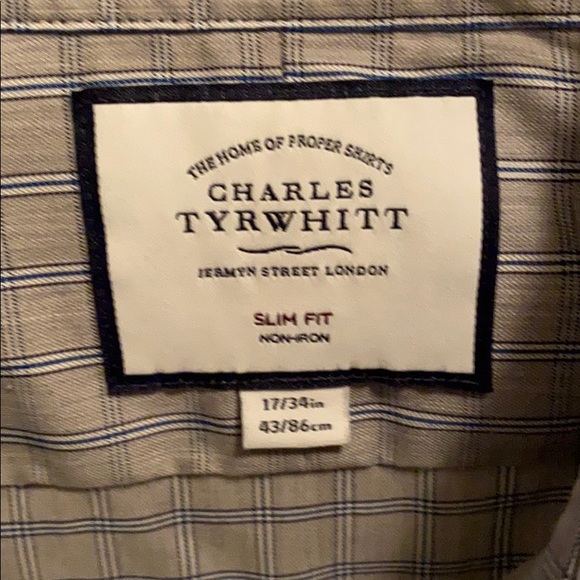 THE HOME OF PROPER SHIRTS
CHARLES
TYRWHITT
JERMYN STREET LONDON
SLIM FIT
NON-IRON
17/34in
43/86cm